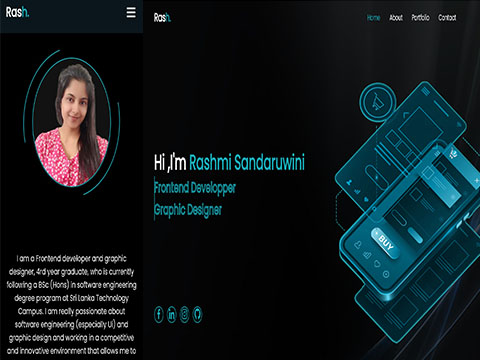 Rash.
I am a Frontend developer and graphic
designer, 4rd year graduate, who is currently
following a BSc (Hons) in software engineering
degree program at Sri Lanka Technology
Campus. I am really passionate about
software engineering (especially UI) and
graphic design and working in a competitive
and innovative environment that allows me to
Rash.
Home About Portfolio Contact
Hi ,I'm Rashmi Sandaruwini
Frontend Developper
Graphic Designer
BUY